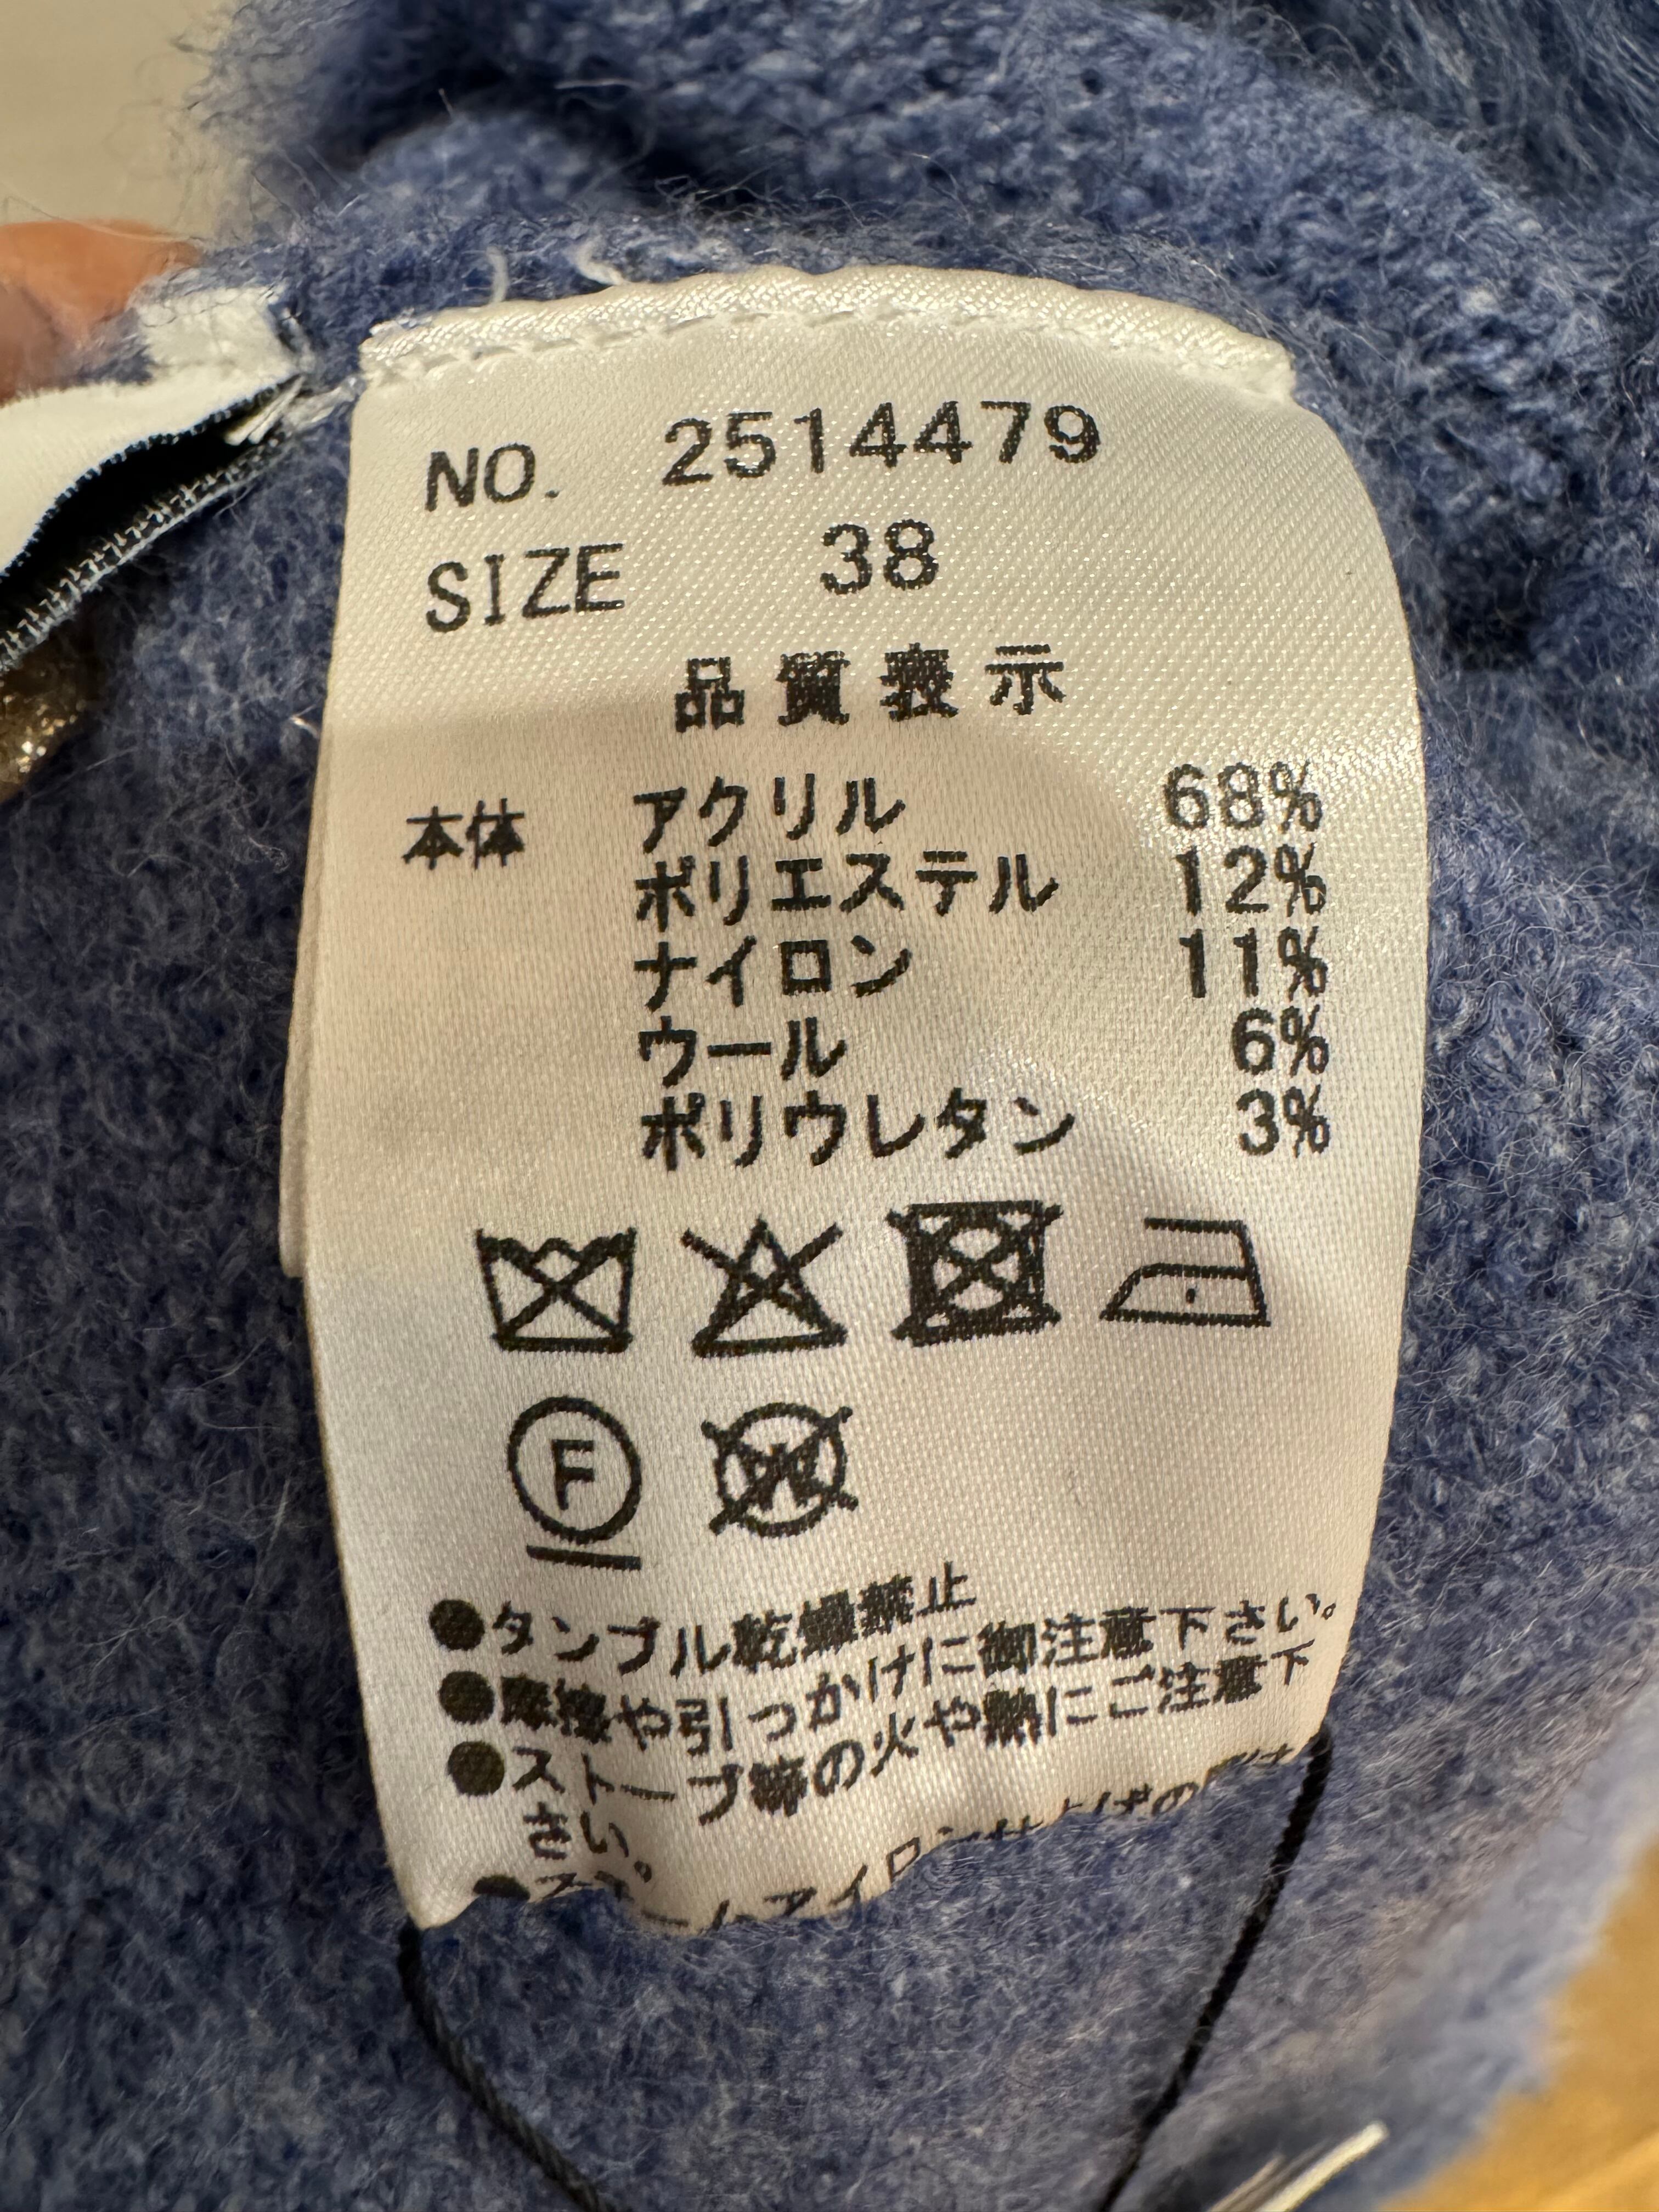 NO. 2514479
SIZE 38
品質表示
本体 アクリル 68%
ポリエステル 12%
ナイロン 11%
ウール 6%
ポリウレタン 3%
F
W
●タンブル乾燥禁止
●摩擦や引っかけに御注意下さい。
●ストーブ等の火や熱にご注意下
さい。